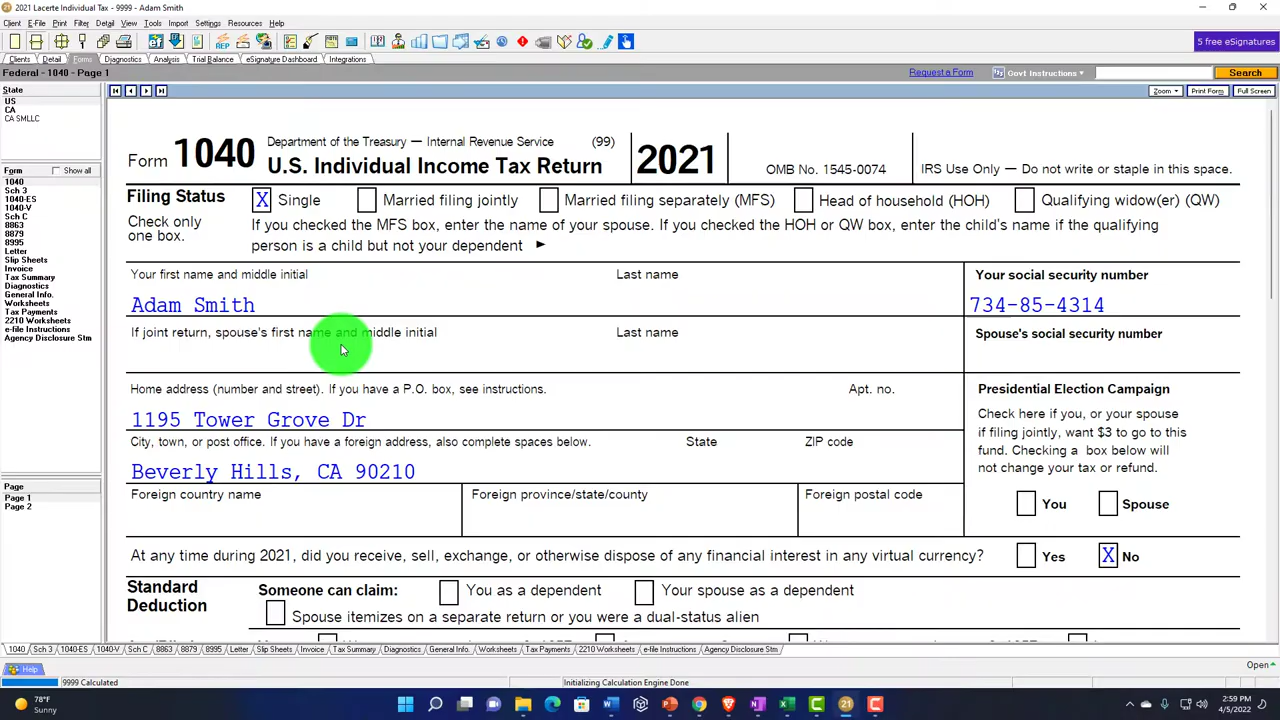 2021 Lacerte Individual Tax - 9999 - Adam Smith
Client E-File Print Filter Detail View Tools Import Settings Resources Help
5 free eSignatures
Clients Detail Forms Diagnostics Analysis Trial Balance eSignature Dashboard Integrations
Federal - 1040 - Page 1
Request a Form Govt Instructions Search
Zoom Print Form Full Screen
State
US
CA
CA SMLLC
Form Show all
1040
Sch 3
1040-ES
1040-V
Sch C
8863
8879
8995
Letter
Slip Sheets
Invoice
Tax Summary
Diagnostics
General Info.
Worksheets
Tax Payments
2210 Worksheets
e-file Instructions
Agency Disclosure Stm
Page
Page 1
Page 2
Form 1040 Department of the Treasury — Internal Revenue Service (99)
U.S. Individual Income Tax Return 2021 OMB No. 1545-0074 IRS Use Only — Do not write or staple in this space.
Filing Status X Single Married filing jointly Married filing separately (MFS) Head of household (HOH) Qualifying widow(er) (QW)
Check only
one box.
If you checked the MFS box, enter the name of your spouse. If you checked the HOH or QW box, enter the child's name if the qualifying
person is a child but not your dependent
Your first name and middle initial Last name Your social security number
Adam Smith 734-85-4314
If joint return, spouse's first name and middle initial Last name Spouse's social security number
Home address (number and street). If you have a P.O. box, see instructions. Apt. no.
1195 Tower Grove Dr
City, town, or post office. If you have a foreign address, also complete spaces below. State ZIP code
Beverly Hills, CA 90210
Foreign country name Foreign province/state/county Foreign postal code
Presidential Election Campaign
Check here if you, or your spouse
if filing jointly, want $3 to go to this
fund. Checking a box below will
not change your tax or refund.
You Spouse
At any time during 2021, did you receive, sell, exchange, or otherwise dispose of any financial interest in any virtual currency? Yes X No
Standard
Deduction
Someone can claim: You as a dependent Your spouse as a dependent
Spouse itemizes on a separate return or you were a dual-status alien
1040 Sch 3 1040-ES 1040-V Sch C 8863 8879 8995 Letter Slip Sheets Invoice Tax Summary Diagnostics General Info. Worksheets Tax Payments 2210 Worksheets e-file Instructions Agency Disclosure Stm
Help Open
9999 Calculated Initializing Calculation Engine Done
78°F
Sunny
2:59 PM
4/5/2022